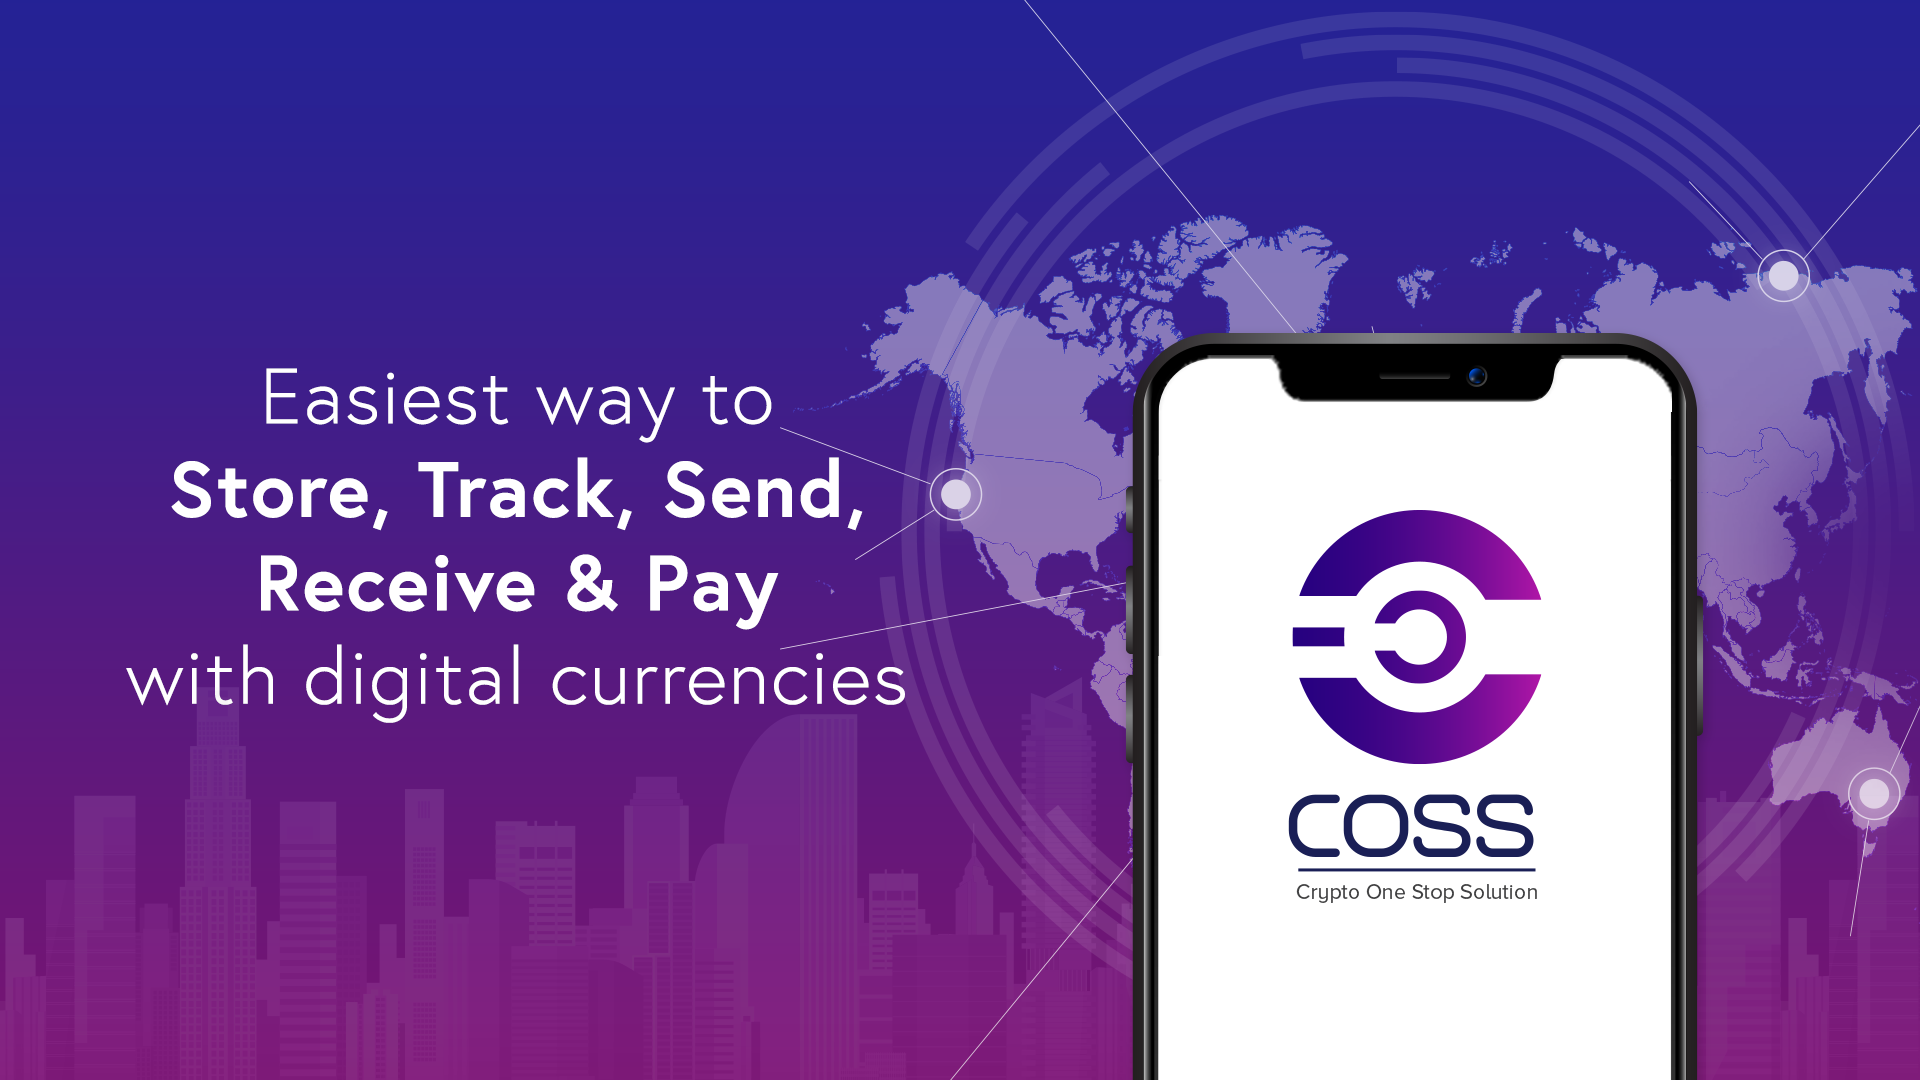 Easiest way to
Store, Track, Send,
Receive & Pay
with digital currencies
COSS
Crypto One Stop Solution